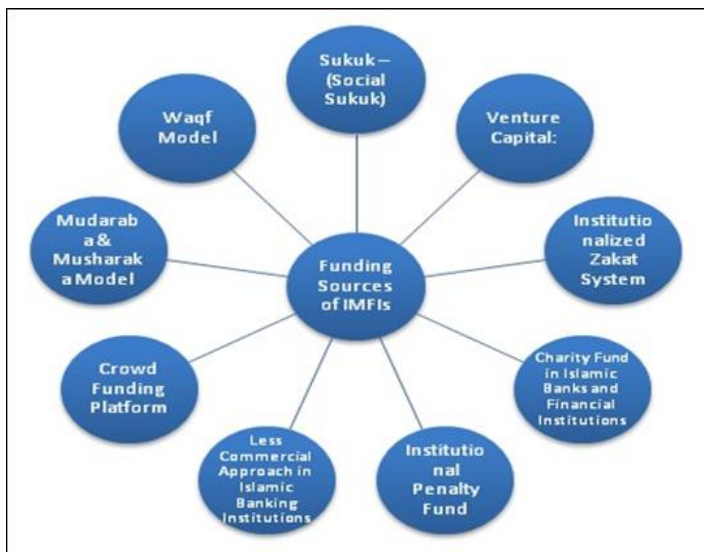 Sukuk –
(Social
Sukuk)
Venture
Capital:
Institutio
nalized
Zakat
System
Charity Fund
in Islamic
Banks and
Financial
Institutions
Institutio
nal
Penalty
Fund
Less
Commercial
Approach in
Islamic
Banking
Institutions
Crowd
Funding
Platform
Mudarab
a &
Musharak
a Model
Waqf
Model
Funding
Sources
of IMFIs